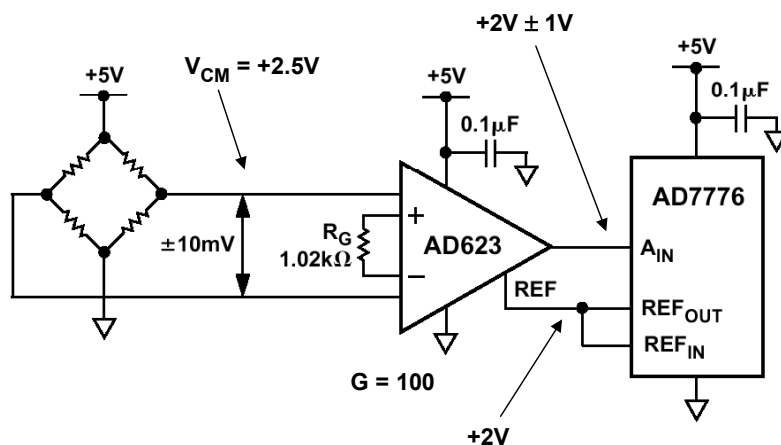 +2V ± 1V
+5V
V_CM = +2.5V
+5V
+5V
0.1µF
0.1µF
AD7776
±10mV
R_G
1.02kΩ
+
−
AD623
A_IN
REF
REF_OUT
REF_IN
G = 100
+2V